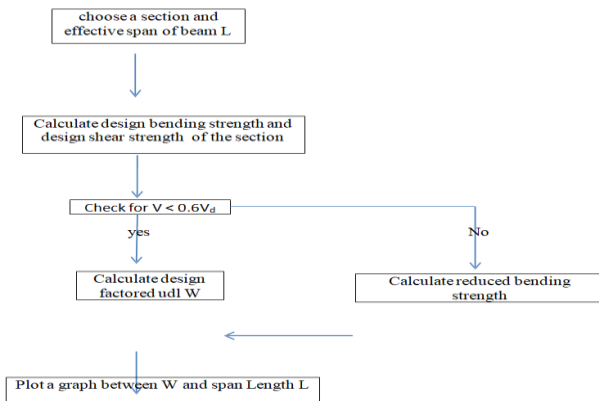 choose a section and
effective span of beam L
Calculate design bending strength and
design shear strength of the section
Check for V < 0.6Vd
yes
No
Calculate design
factored udl W
Calculate reduced bending
strength
Plot a graph between W and span Length L